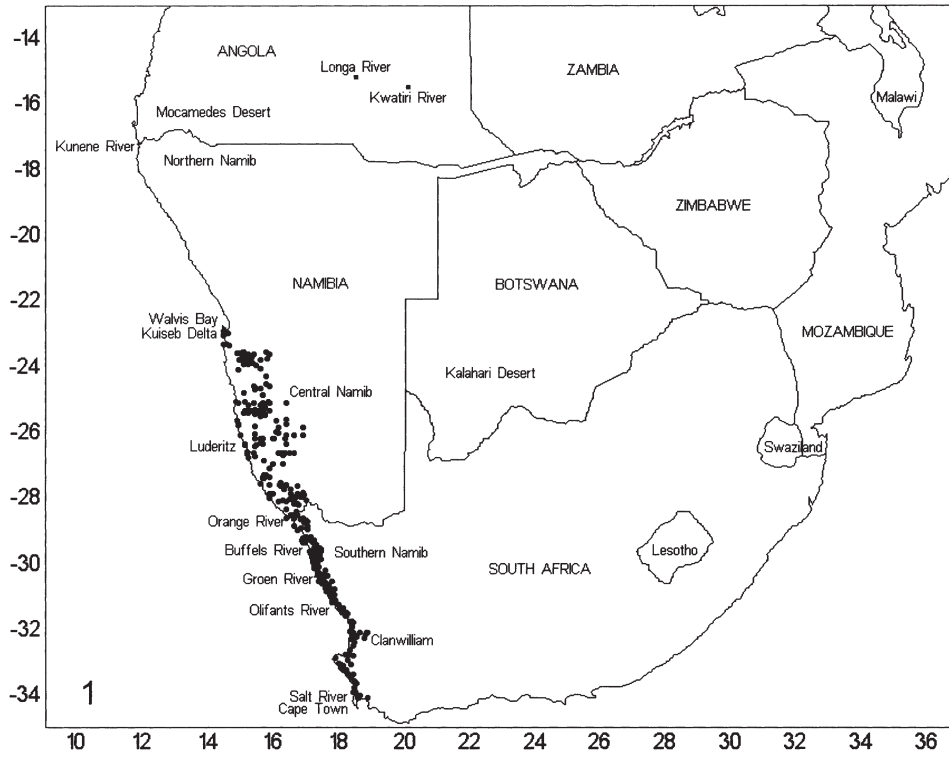 -14
-16
-18
-20
-22
-24
-26
-28
-30
-32
-34
ANGOLA
Longa River
ZAMBIA
Kwatiri River
Malawi
Mocamedes Desert
Kunene River
Northern Namib
ZIMBABWE
NAMIBIA
BOTSWANA
Walvis Bay
Kuiseb Delta
MOZAMBIQUE
Kalahari Desert
Central Namib
Luderitz
Swaziland
Orange River
Buffels River
Southern Namib
Lesotho
Groen River
SOUTH AFRICA
Olifants River
Clanwilliam
1
Salt River
Cape Town
10 12 14 16 18 20 22 24 26 28 30 32 34 36